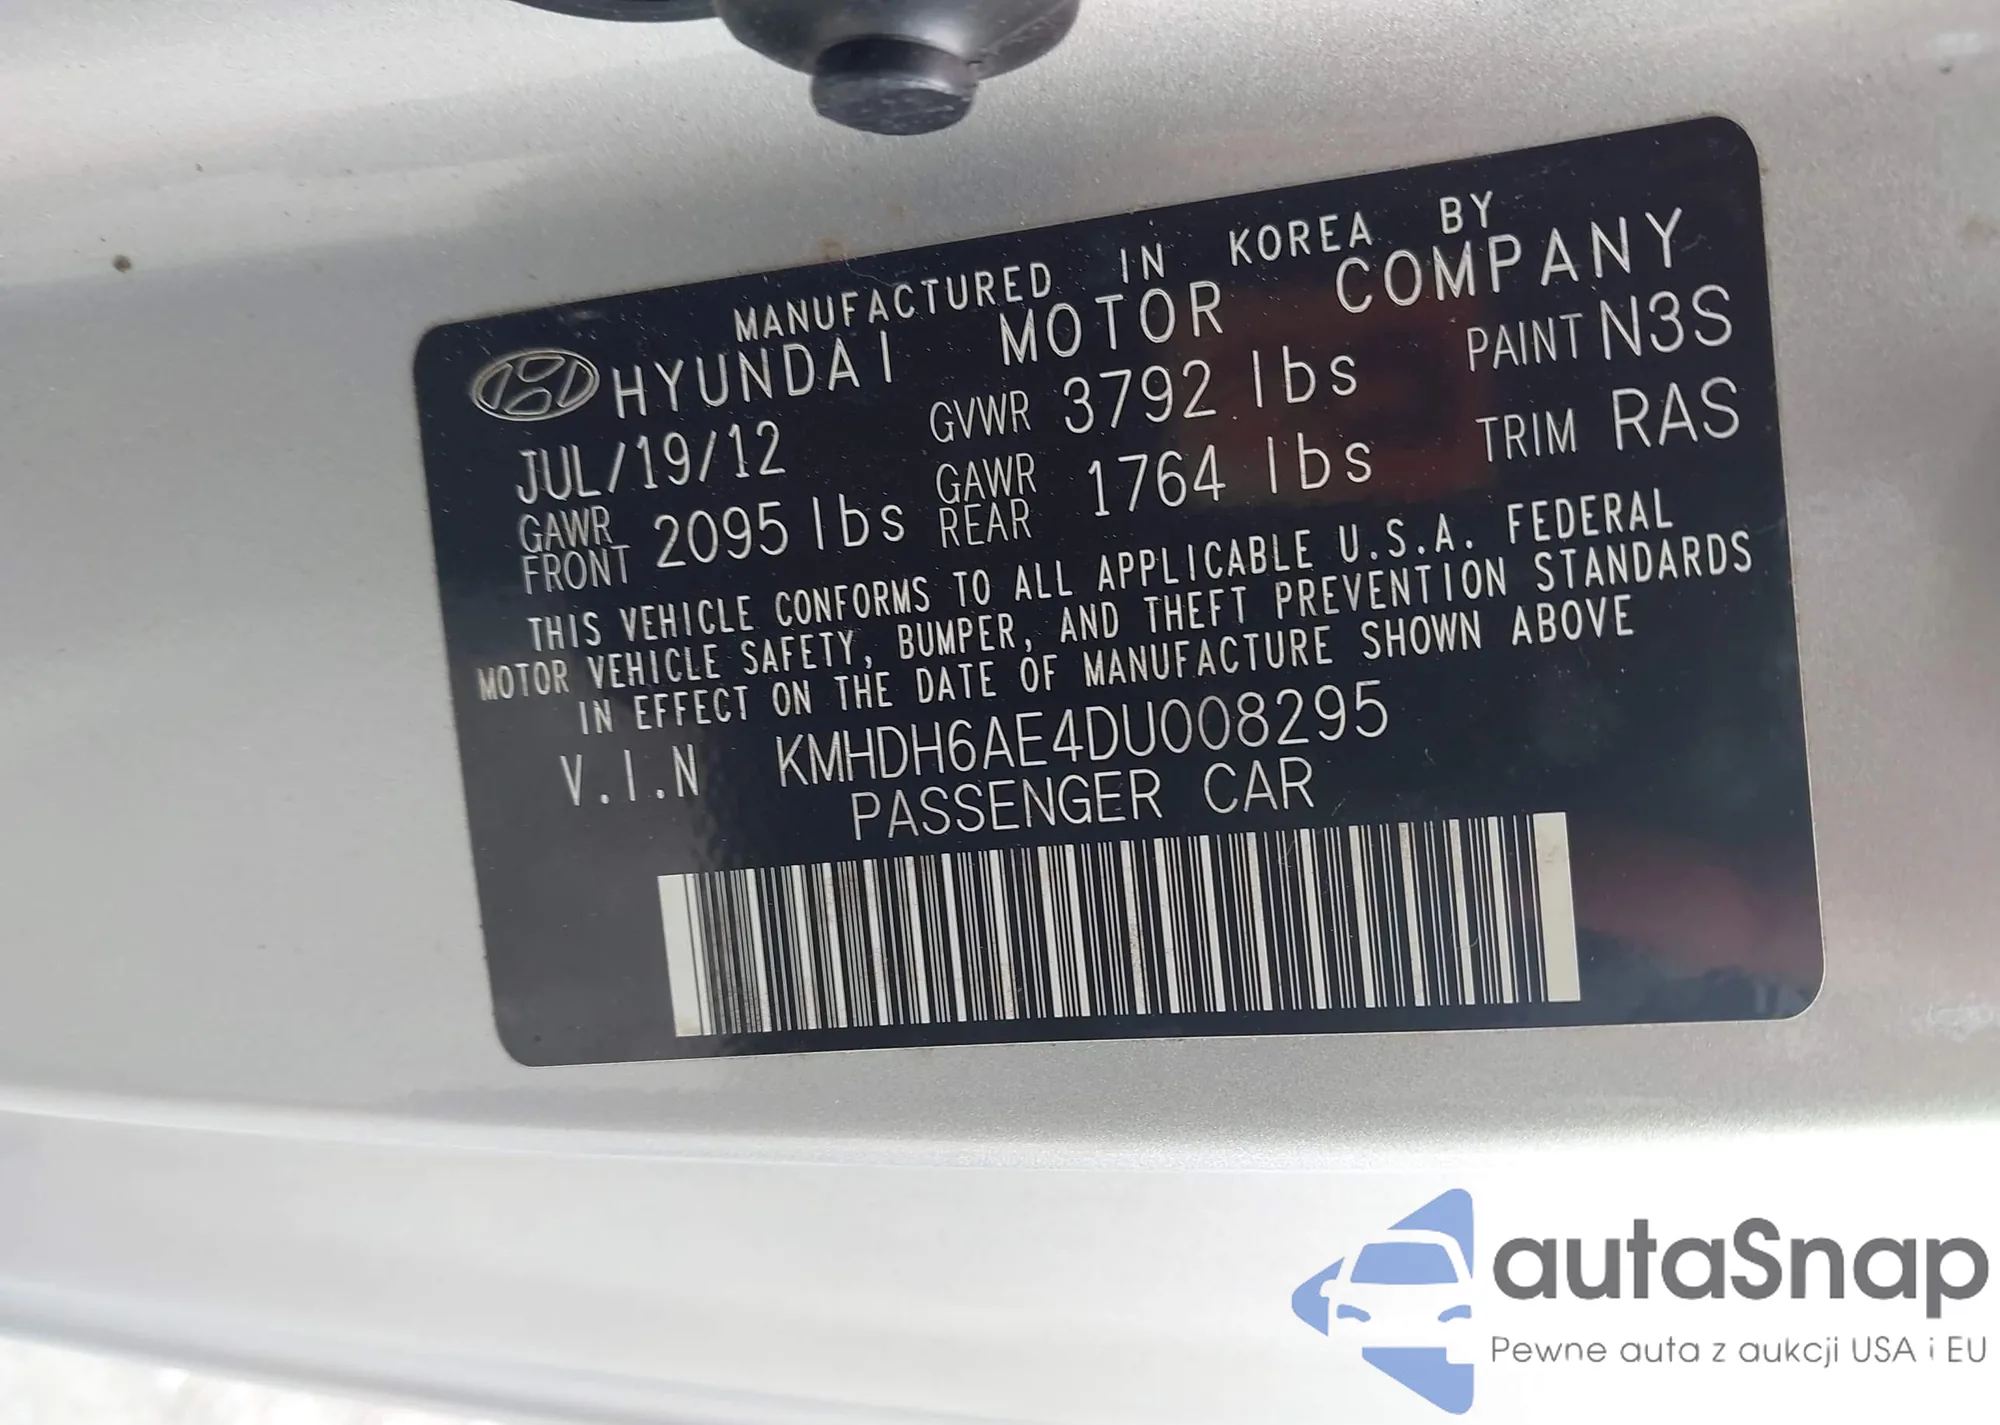 MANUFACTURED IN KOREA BY
HYUNDAI MOTOR COMPANY
JUL/19/12 GVWR 3792 lbs PAINT N3S
GAWR FRONT 2095 lbs GAWR REAR 1764 lbs TRIM RAS
THIS VEHICLE CONFORMS TO ALL APPLICABLE U.S.A. FEDERAL
MOTOR VEHICLE SAFETY, BUMPER, AND THEFT PREVENTION STANDARDS
IN EFFECT ON THE DATE OF MANUFACTURE SHOWN ABOVE
V.I.N KMHDH6AE4DU008295
PASSENGER CAR
autaSnap
Pewne auta z aukcji USA i EU